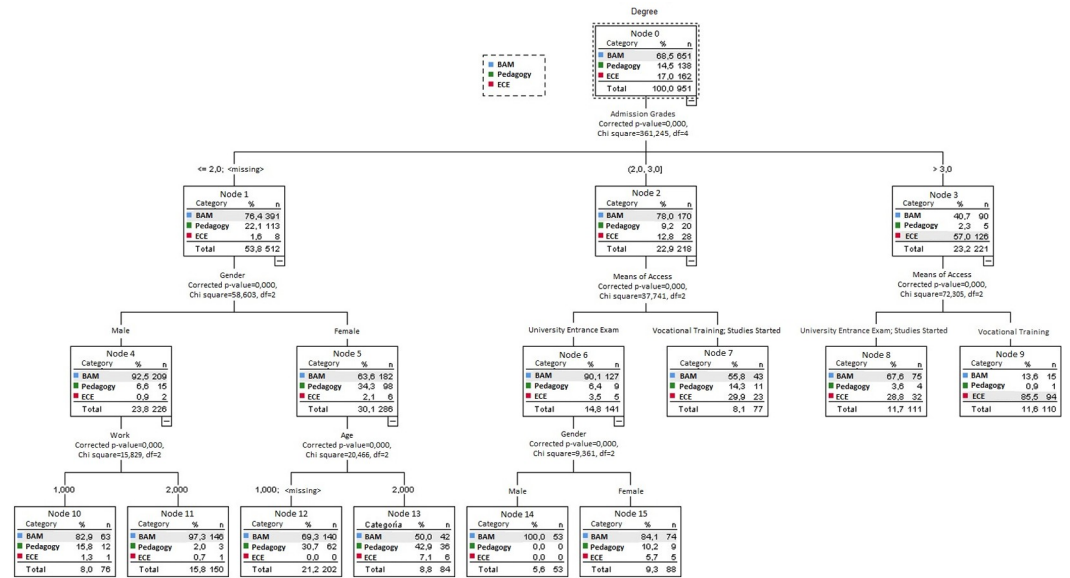 Degree
BAM
Pedagogy
ECE
Node 0
Category % n
BAM 68,5 651
Pedagogy 14,5 138
ECE 17,0 162
Total 100,0 951
Admission Grades
Corrected p-value=0,000,
Chi square=361,245, df=4
<= 2,0; <missing>
(2,0, 3,0]
> 3,0
Node 1
Category % n
BAM 76,4 391
Pedagogy 22,1 113
ECE 1,6 8
Total 53,8 512
Gender
Corrected p-value=0,000,
Chi square=58,603, df=2
Node 2
Category % n
BAM 78,0 170
Pedagogy 9,2 20
ECE 12,8 28
Total 22,9 218
Means of Access
Corrected p-value=0,000,
Chi square=37,741, df=2
Node 3
Category % n
BAM 40,7 90
Pedagogy 2,3 5
ECE 57,0 126
Total 23,2 221
Means of Access
Corrected p-value=0,000,
Chi square=72,305, df=2
Male
Female
University Entrance Exam
Vocational Training; Studies Started
University Entrance Exam; Studies Started
Vocational Training
Node 4
Category % n
BAM 92,5 209
Pedagogy 6,6 15
ECE 0,9 2
Total 23,8 226
Work
Corrected p-value=0,000,
Chi square=15,829, df=2
Node 5
Category % n
BAM 63,6 182
Pedagogy 34,3 98
ECE 2,1 6
Total 30,1 286
Age
Corrected p-value=0,000,
Chi square=20,466, df=2
Node 6
Category % n
BAM 90,1 127
Pedagogy 6,4 9
ECE 3,5 5
Total 14,8 141
Gender
Corrected p-value=0,000,
Chi square=9,361, df=2
Node 7
Category % n
BAM 55,8 43
Pedagogy 14,3 11
ECE 29,9 23
Total 8,1 77
Node 8
Category % n
BAM 67,6 75
Pedagogy 3,6 4
ECE 28,8 32
Total 11,7 111
Node 9
Category % n
BAM 13,6 15
Pedagogy 0,9 1
ECE 85,5 94
Total 11,6 110
1,000
2,000
1,000; <missing>
2,000
Male
Female
Node 10
Category % n
BAM 82,9 63
Pedagogy 15,8 12
ECE 1,3 1
Total 8,0 76
Node 11
Category % n
BAM 97,3 146
Pedagogy 2,0 3
ECE 0,7 1
Total 15,8 150
Node 12
Category % n
BAM 69,3 140
Pedagogy 30,7 62
ECE 0,0 0
Total 21,2 202
Node 13
Categoria % n
BAM 50,0 42
Pedagogy 42,9 36
ECE 7,1 6
Total 8,8 84
Node 14
Category % n
BAM 100,0 53
Pedagogy 0,0 0
ECE 0,0 0
Total 5,6 53
Node 15
Category % n
BAM 84,1 74
Pedagogy 10,2 9
ECE 5,7 5
Total 9,3 88